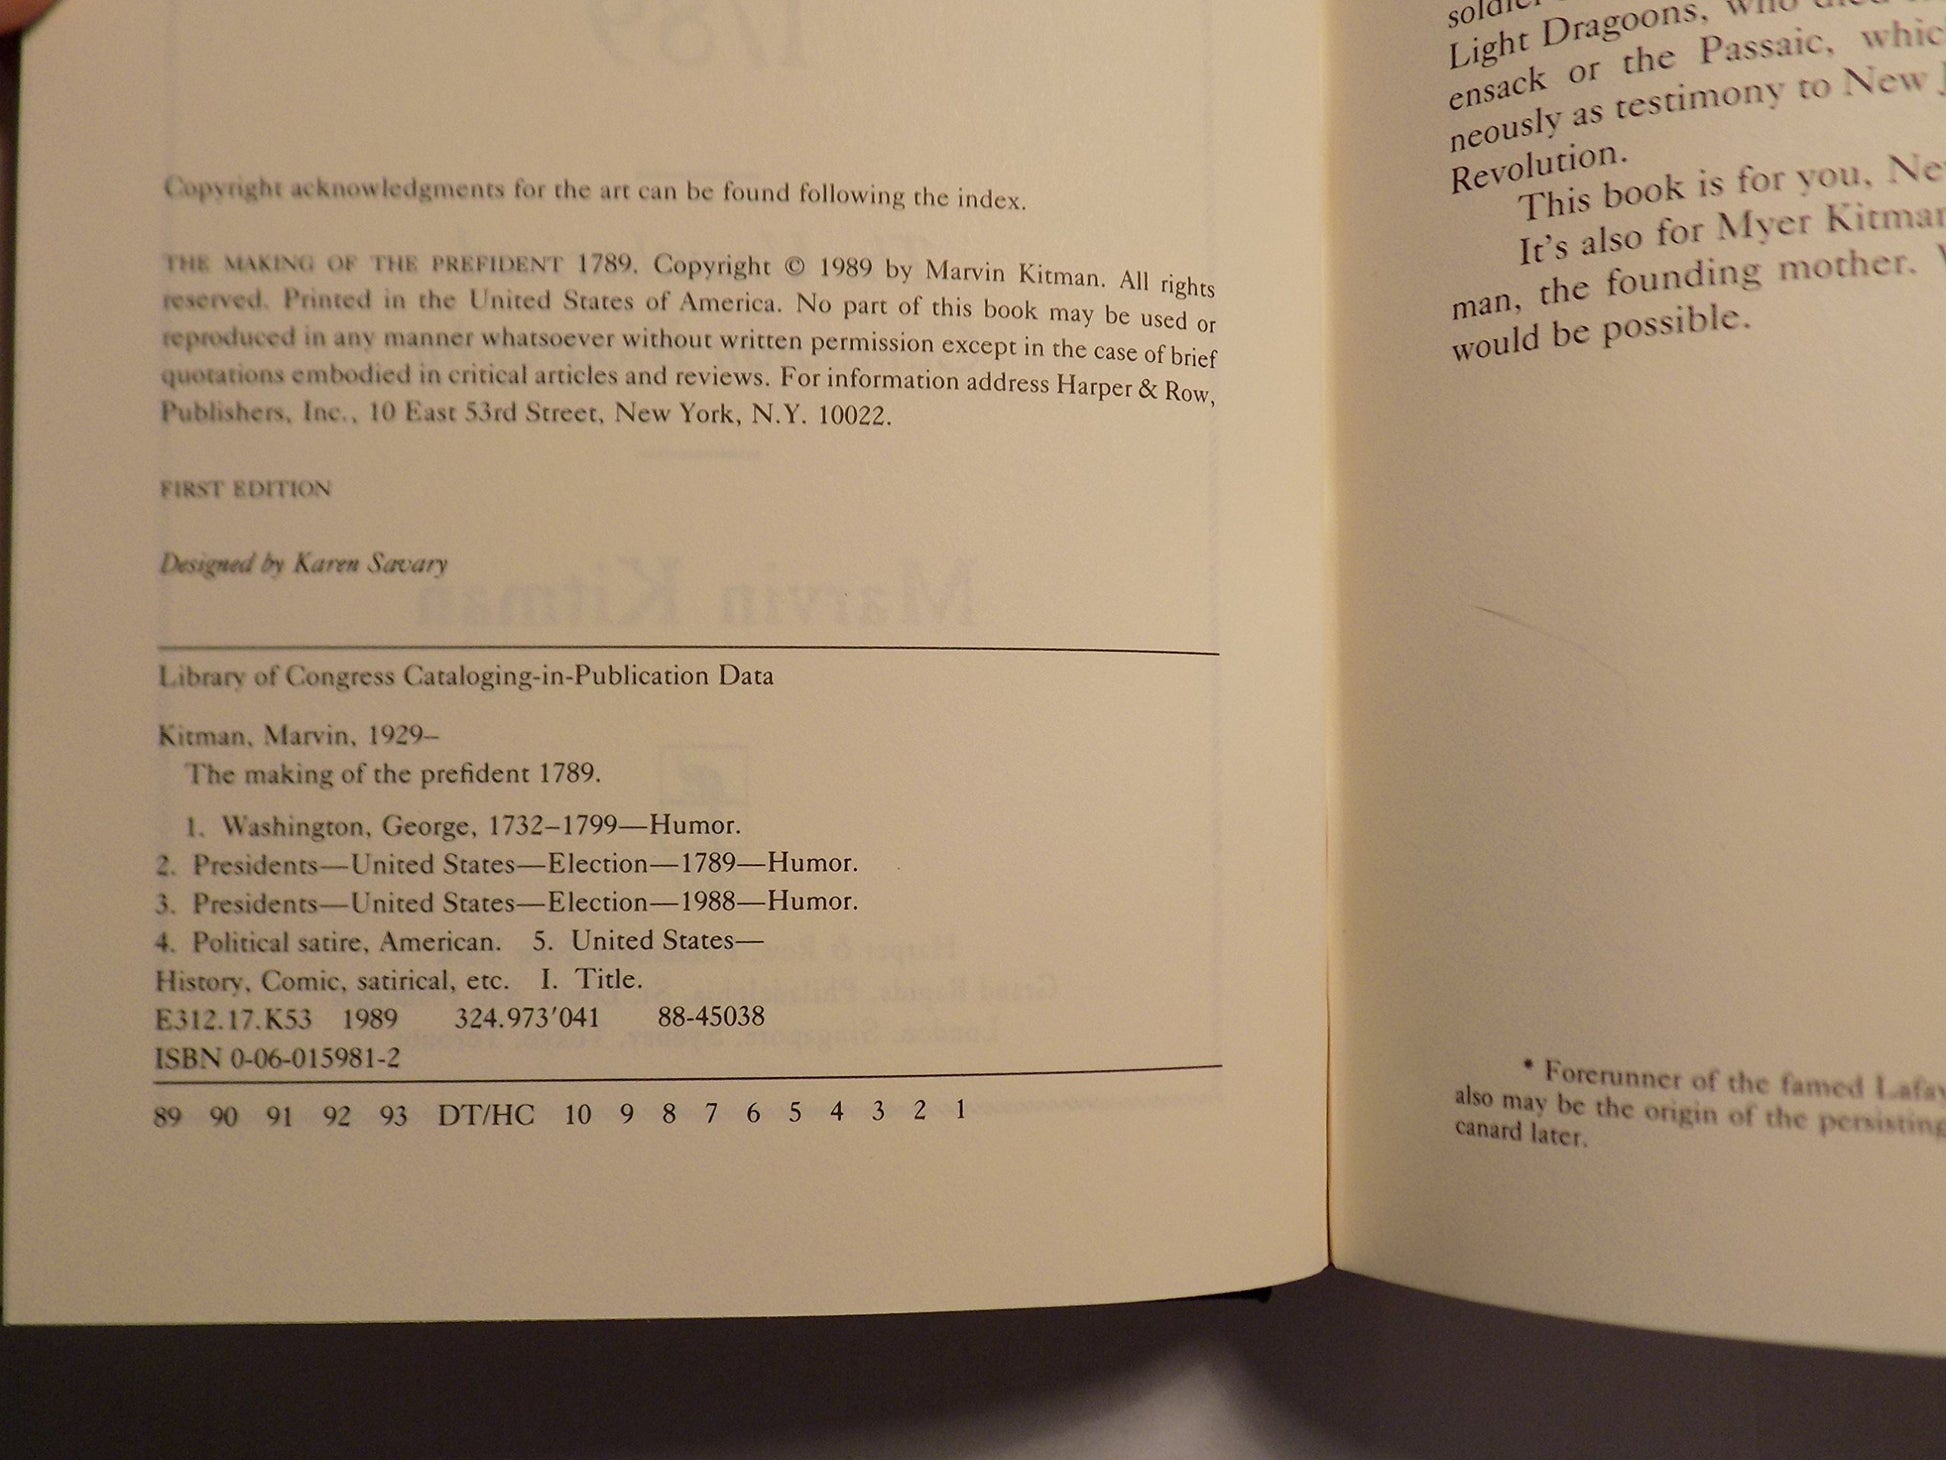 Copyright acknowledgments for the art can be found following the index.
THE MAKING OF THE PREFIDENT 1789. Copyright © 1989 by Marvin Kitman. All rights
reserved. Printed in the United States of America. No part of this book may be used or
reproduced in any manner whatsoever without written permission except in the case of brief
quotations embodied in critical articles and reviews. For information address Harper & Row,
Publishers, Inc., 10 East 53rd Street, New York, N.Y. 10022.
FIRST EDITION
Designed by Karen Savary
Library of Congress Cataloging-in-Publication Data
Kitman, Marvin, 1929–
The making of the prefident 1789.
1. Washington, George, 1732–1799—Humor.
2. Presidents—United States—Election—1789—Humor.
3. Presidents—United States—Election—1988—Humor.
4. Political satire, American. 5. United States—
History, Comic, satirical, etc. I. Title.
E312.17.K53 1989 324.973'041 88-45038
ISBN 0-06-015981-2
89 90 91 92 93 DT/HC 10 9 8 7 6 5 4 3 2 1
Light Dragoons, who
ensack or the Passaic,
neously as testimony to New
Revolution.
This book is for you,
It's also for Myer Kitman
man, the founding mother.
would be possible.
* Forerunner of the famed
also may be the origin of the persisting
canard later.